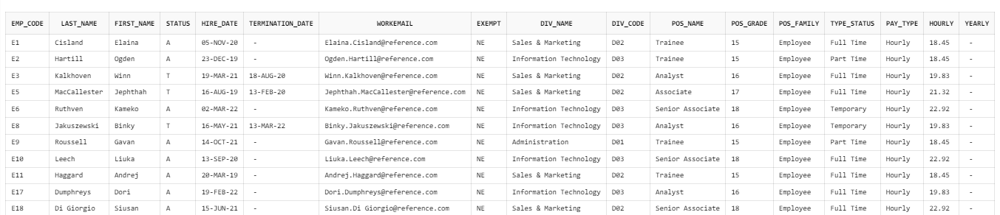 EMP_CODE LAST_NAME FIRST_NAME STATUS HIRE_DATE TERMINATION_DATE WORKEMAIL EXEMPT DIV_NAME DIV_CODE POS_NAME POS_GRADE POS_FAMILY TYPE_STATUS PAY_TYPE HOURLY YEARLY
E1 Cisland Elaina A 05-NOV-20 - Elaina.Cisland@reference.com NE Sales & Marketing D02 Trainee 15 Employee Full Time Hourly 18.45 -
E2 Hartill Ogden A 23-DEC-19 - Ogden.Hartill@reference.com NE Information Technology D03 Trainee 15 Employee Part Time Hourly 18.45 -
E3 Kalkhoven Winn T 19-MAR-21 18-AUG-20 Winn.Kalkhoven@reference.com NE Sales & Marketing D02 Analyst 16 Employee Full Time Hourly 19.83 -
E5 MacCallester Jephthah T 16-AUG-19 13-FEB-20 Jephthah.MacCallester@reference.com NE Sales & Marketing D02 Associate 17 Employee Full Time Hourly 21.32 -
E6 Ruthven Kameko A 02-MAR-22 - Kameko.Ruthven@reference.com NE Information Technology D03 Senior Associate 18 Employee Temporary Hourly 22.92 -
E8 Jakuszewski Binky T 16-MAY-21 13-MAR-22 Binky.Jakuszewski@reference.com NE Information Technology D03 Analyst 16 Employee Temporary Hourly 19.83 -
E9 Roussell Gavan A 14-OCT-21 - Gavan.Roussell@reference.com NE Administration D01 Trainee 15 Employee Part Time Hourly 18.45 -
E10 Leech Liuka A 13-SEP-20 - Liuka.Leech@reference.com NE Information Technology D03 Senior Associate 18 Employee Full Time Hourly 22.92 -
E11 Haggard Andrej A 20-MAR-19 - Andrej.Haggard@reference.com NE Sales & Marketing D02 Trainee 15 Employee Full Time Hourly 18.45 -
E17 Dumphreys Dori A 19-FEB-22 - Dori.Dumphreys@reference.com NE Information Technology D03 Analyst 16 Employee Full Time Hourly 19.83 -
E18 Di Giorgio Siusan A 15-JUN-21 - Siusan.Di Giorgio@reference.com NE Sales & Marketing D02 Senior Associate 18 Employee Full Time Hourly 22.92 -